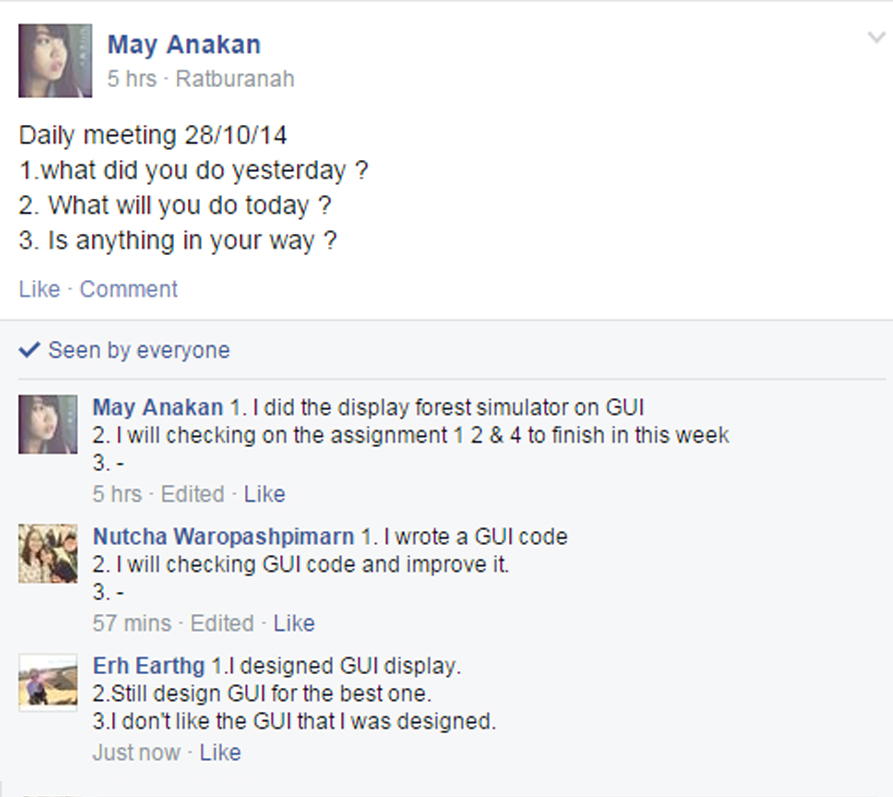 May Anakan
5 hrs · Ratburanah
Daily meeting 28/10/14
1.what did you do yesterday ?
2. What will you do today ?
3. Is anything in your way ?
Like · Comment
Seen by everyone
May Anakan 1. I did the display forest simulator on GUI
2. I will checking on the assignment 1 2 & 4 to finish in this week
3. -
5 hrs · Edited · Like
Nutcha Waropashpimarn 1. I wrote a GUI code
2. I will checking GUI code and improve it.
3. -
57 mins · Edited · Like
Erh Earthg 1.I designed GUI display.
2.Still design GUI for the best one.
3.I don't like the GUI that I was designed.
Just now · Like